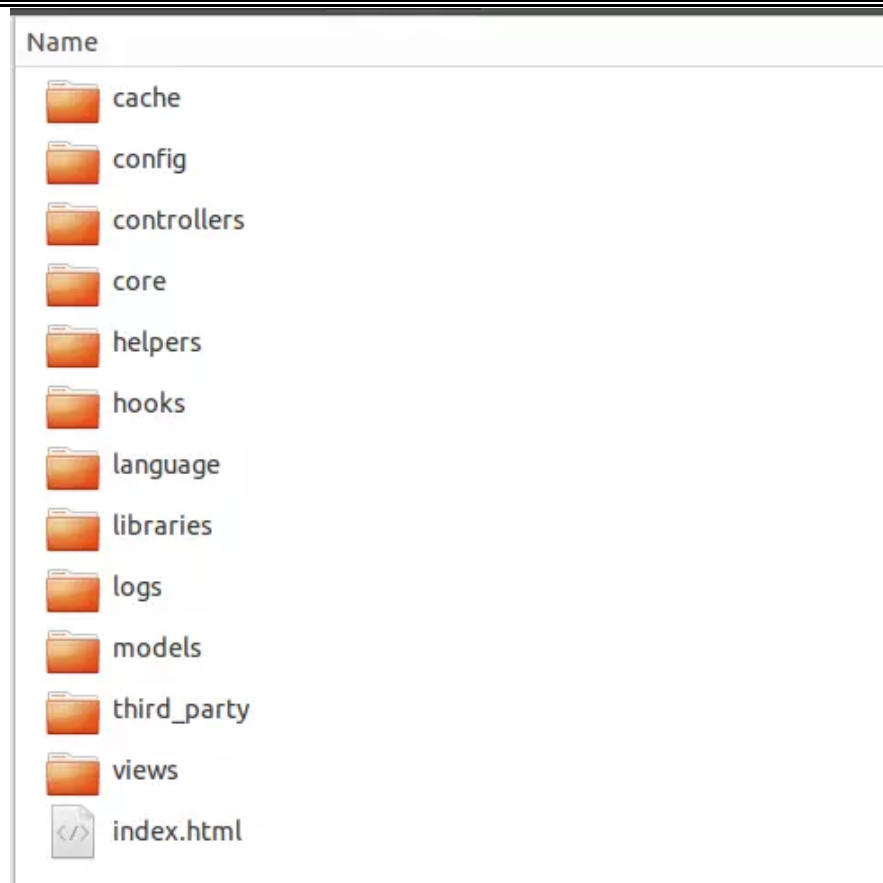 Name
cache
config
controllers
core
helpers
hooks
language
libraries
logs
models
third_party
views
index.html